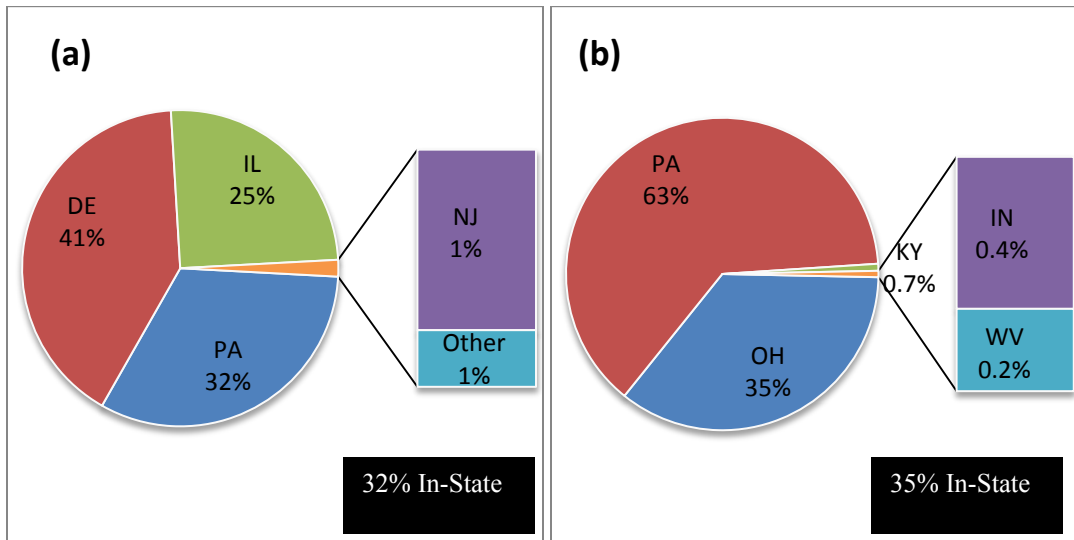 (a)
IL
25%
DE
41%
PA
32%
NJ
1%
Other
1%
32% In-State
(b)
PA
63%
KY
0.7%
OH
35%
IN
0.4%
WV
0.2%
35% In-State